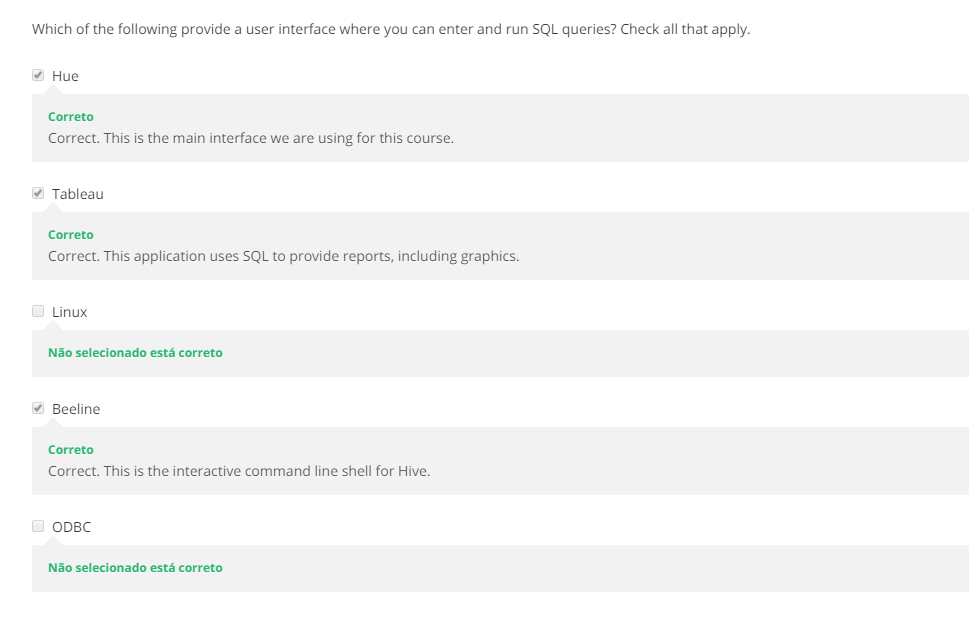 Which of the following provide a user interface where you can enter and run SQL queries? Check all that apply.
Hue
Correto
Correct. This is the main interface we are using for this course.
Tableau
Correto
Correct. This application uses SQL to provide reports, including graphics.
Linux
Não selecionado está correto
Beeline
Correto
Correct. This is the interactive command line shell for Hive.
ODBC
Não selecionado está correto